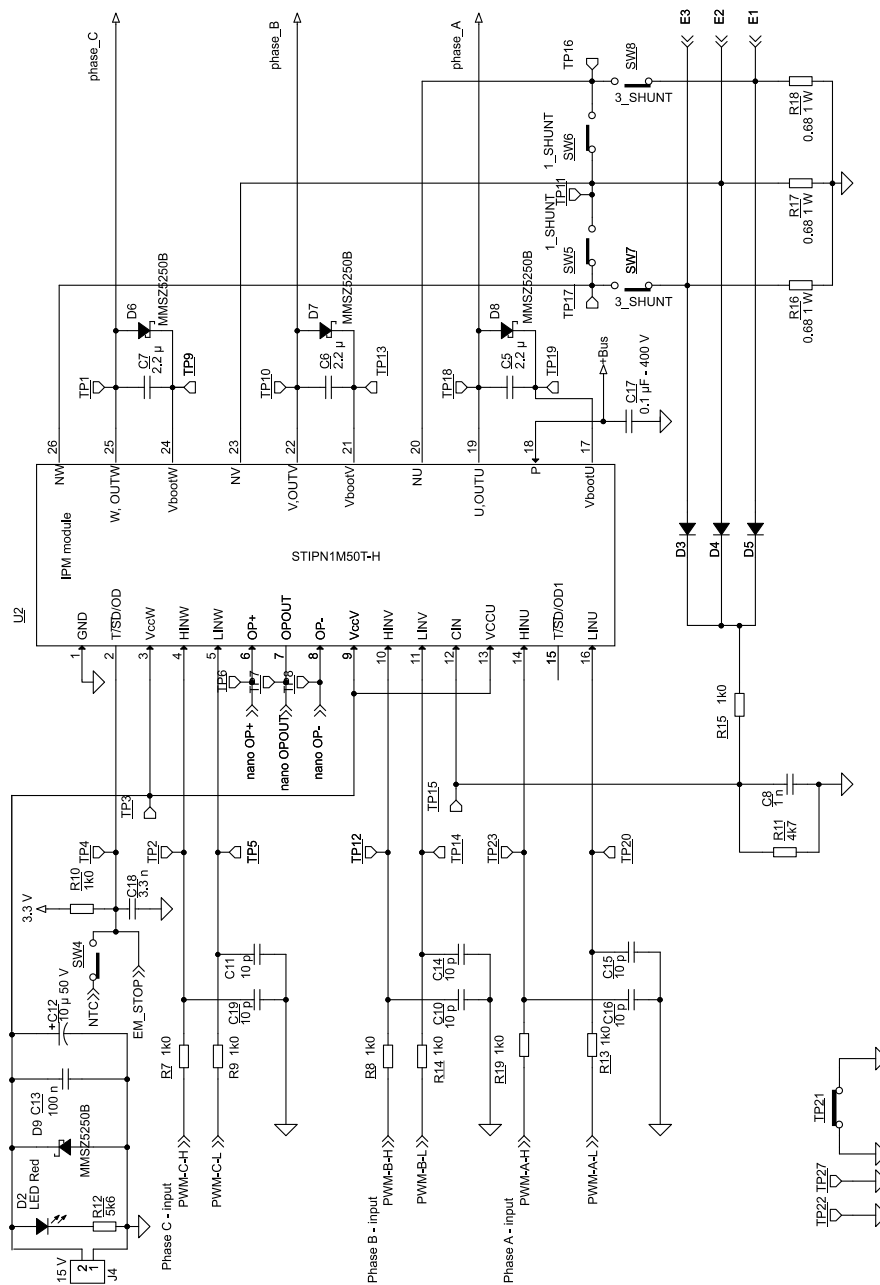 15 V
2
1
J4
D2
LED Red
R12
5k6
D9
MMSZ5250B
C13
100 n
+C12
10 µ 50 V
NTC
SW4
EM_STOP
3.3 V
R10
1k0
C18
3.3 n
TP4
TP3
Phase C - input
PWM-C-H
PWM-C-L
R7 1k0
R9 1k0
C19
10 p
C11
10 p
TP2
TP5
TP6
TP7
TP8
nano OP+
nano OPOUT
nano OP-
Phase B - input
PWM-B-H
PWM-B-L
R8 1k0
R14 1k0
C10
10 p
C14
10 p
TP12
TP14
TP15
Phase A - input
PWM-A-H
PWM-A-L
R19 1k0
R13 1k0
C16
10 p
C15
10 p
TP23
TP20
U2
IPM module
STIPN1M50T-H
1 GND
2 T/SD/OD
3 VccW
4 HINW
5 LINW
6 OP+
7 OPOUT
8 OP-
9 VccV
10 HINV
11 LINV
12 CIN
13 VCCU
14 HINU
15 T/SD/OD1
16 LINU
NW 26
W, OUTW 25
VbootW 24
NV 23
V,OUTV 22
VbootV 21
NU 20
U,OUTU 19
P 18
VbootU 17
TP1
C7
2.2 µ
TP9
D6
MMSZ5250B
phase_C
TP10
C6
2.2 µ
TP13
D7
MMSZ5250B
phase_B
TP18
C5
2.2 µ
TP19
D8
MMSZ5250B
phase_A
+Bus
C17
0.1 µF - 400 V
TP17
SW5
1_SHUNT
TP11
SW6
1_SHUNT
TP16
SW7
3_SHUNT
SW8
3_SHUNT
E3
E2
E1
R16
0.68 1 W
R17
0.68 1 W
R18
0.68 1 W
D3
D4
D5
R15 1k0
C8
1 n
R11
4k7
TP22
TP27
TP21